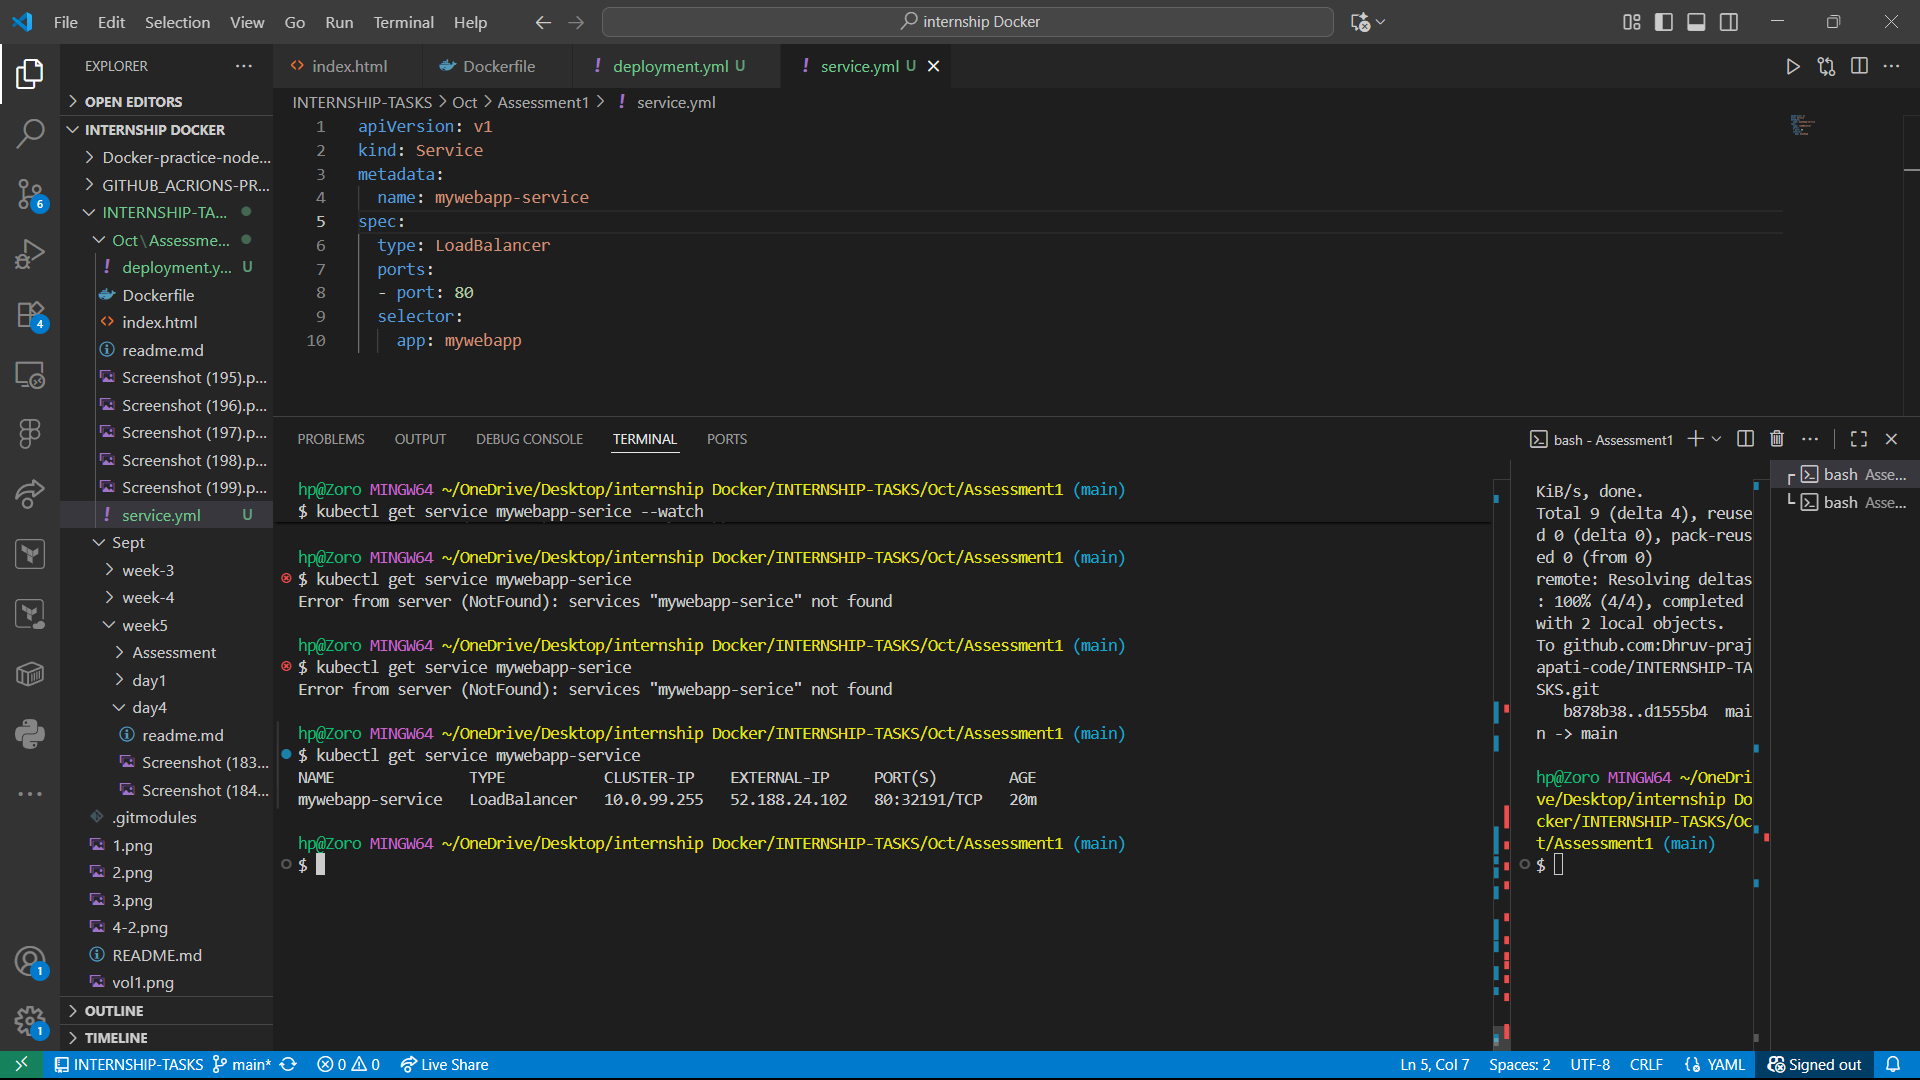 File Edit Selection View Go Run Terminal Help
internship Docker
EXPLORER
OPEN EDITORS
INTERNSHIP DOCKER
Docker-practice-node...
GITHUB_ACRIONS-PR...
INTERNSHIP-TA...
Oct\Assessme...
deployment.y... U
Dockerfile
index.html
readme.md
Screenshot (195).p...
Screenshot (196).p...
Screenshot (197).p...
Screenshot (198).p...
Screenshot (199).p...
service.yml U
Sept
week-3
week-4
week5
Assessment
day1
day4
readme.md
Screenshot (183...
Screenshot (184...
.gitmodules
1.png
2.png
3.png
4-2.png
README.md
vol1.png
OUTLINE
TIMELINE
6
4
1
1
index.html Dockerfile deployment.yml U service.yml U
INTERNSHIP-TASKS > Oct > Assessment1 > ! service.yml
1 apiVersion: v1
2 kind: Service
3 metadata:
4 name: mywebapp-service
5 spec:
6 type: LoadBalancer
7 ports:
8 - port: 80
9 selector:
10 app: mywebapp
PROBLEMS OUTPUT DEBUG CONSOLE TERMINAL PORTS
bash - Assessment1
hp@Zoro MINGW64 ~/OneDrive/Desktop/internship Docker/INTERNSHIP-TASKS/Oct/Assessment1 (main)
$ kubectl get service mywebapp-serice --watch
hp@Zoro MINGW64 ~/OneDrive/Desktop/internship Docker/INTERNSHIP-TASKS/Oct/Assessment1 (main)
$ kubectl get service mywebapp-serice
Error from server (NotFound): services "mywebapp-serice" not found
hp@Zoro MINGW64 ~/OneDrive/Desktop/internship Docker/INTERNSHIP-TASKS/Oct/Assessment1 (main)
$ kubectl get service mywebapp-serice
Error from server (NotFound): services "mywebapp-serice" not found
hp@Zoro MINGW64 ~/OneDrive/Desktop/internship Docker/INTERNSHIP-TASKS/Oct/Assessment1 (main)
$ kubectl get service mywebapp-service
NAME TYPE CLUSTER-IP EXTERNAL-IP PORT(S) AGE
mywebapp-service LoadBalancer 10.0.99.255 52.188.24.102 80:32191/TCP 20m
hp@Zoro MINGW64 ~/OneDrive/Desktop/internship Docker/INTERNSHIP-TASKS/Oct/Assessment1 (main)
$
KiB/s, done.
Total 9 (delta 4), reuse
d 0 (delta 0), pack-reus
ed 0 (from 0)
remote: Resolving deltas
: 100% (4/4), completed
with 2 local objects.
To github.com:Dhruv-praj
apati-code/INTERNSHIP-TA
SKS.git
b878b38..d1555b4 mai
n -> main
hp@Zoro MINGW64 ~/OneDri
ve/Desktop/internship Do
cker/INTERNSHIP-TASKS/Oc
t/Assessment1 (main)
$
bash Asse...
bash Asse...
INTERNSHIP-TASKS main* 0 0 Live Share
Ln 5, Col 7 Spaces: 2 UTF-8 CRLF {} YAML Signed out